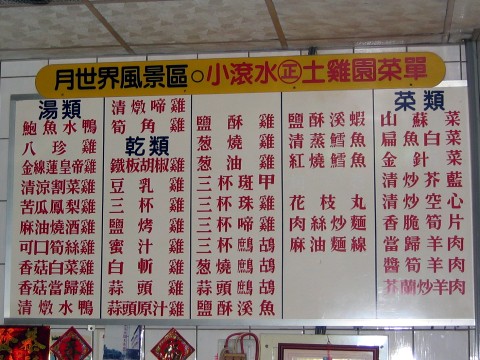 月世界風景區。小滾水㊣土雞園菜單
湯類
鮑魚水鴨
八珍雞
金線蓮皇帝雞
清涼割菜雞
苦瓜鳳梨雞
麻油燒酒雞
可口筍絲雞
香菇白菜雞
香菇當歸雞
清燉水鴨
清燉啼雞
筍角雞
乾類
鐵板胡椒雞
豆乳雞
三杯雞
鹽烤雞
蜜汁雞
白斬雞
蒜頭雞
蒜頭原汁雞
鹽酥雞
葱燒雞
葱油雞
三杯斑甲
三杯珠雞
三杯啼雞
三杯鷓鴣
葱燒鷓鴣
鹽酥鷓鴣
鹽酥溪魚
鹽酥溪蝦
清蒸鱈魚
紅燒鱈魚
花枝丸
肉絲炒麵
麻油麵線
菜類
山蘇菜
扁魚白菜
金針菜
清炒芥藍
清炒空心
香脆筍片
當歸羊肉
醬筍羊肉
芥蘭炒羊肉